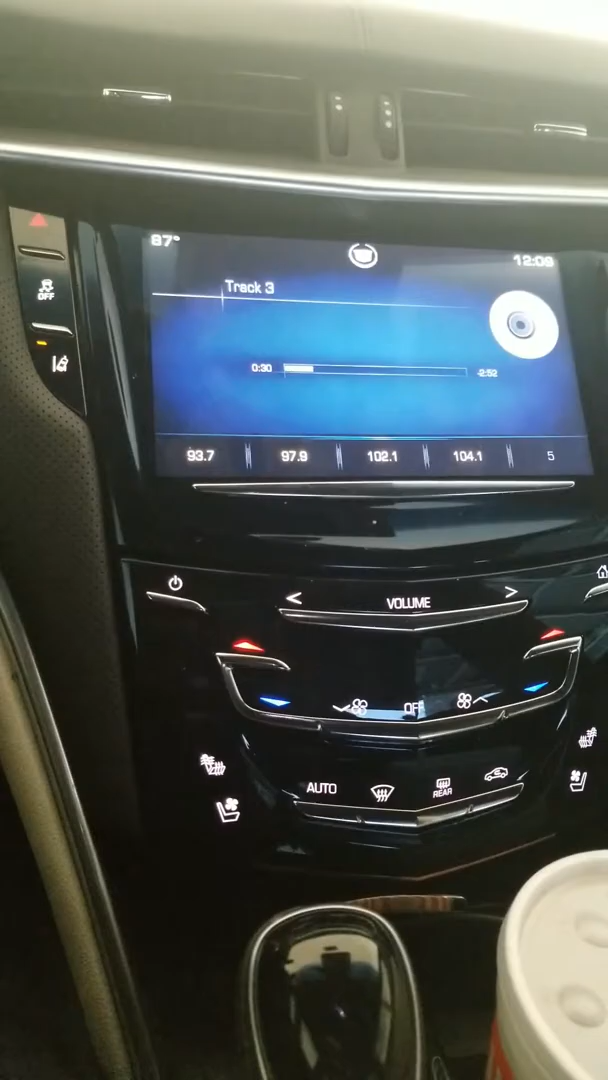 87°
12:09
OFF
Track 3
0:30
-2:52
93.7 97.9 102.1 104.1 5
VOLUME
OFF
AUTO
REAR